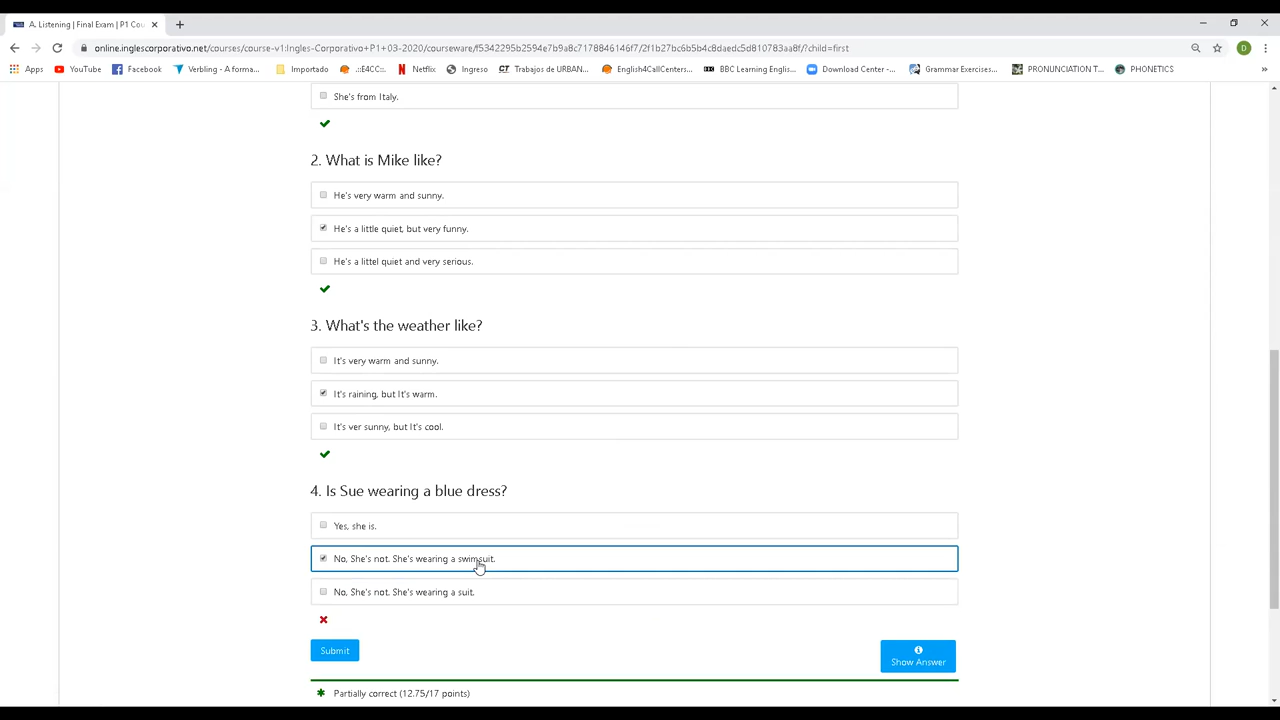 A. Listening | Final Exam | P1 Cou
online.inglescorporativo.net/courses/course-v1:Ingles-Corporativo+P1+03-2020/courseware/f5342295b2594e7b9a8c7178846146f7/2f1b27bc6b5b4c8daedc5d810783aa8f/?child=first
D
Apps YouTube Facebook Verbling - A forma... Importado .::E4CC::. Netflix Ingreso CT Trabajos de URBAN... English4CallCenters... BBC Learning Englis... Download Center -... Grammar Exercises... PRONUNCIATION T... PHONETICS »
She's from Italy.
2. What is Mike like?
He's very warm and sunny.
He's a little quiet, but very funny.
He's a littel quiet and very serious.
3. What's the weather like?
It's very warm and sunny.
It's raining, but It's warm.
It's ver sunny, but It's cool.
4. Is Sue wearing a blue dress?
Yes, she is.
No, She's not. She's wearing a swimsuit.
No, She's not. She's wearing a suit.
Submit
Show Answer
Partially correct (12.75/17 points)